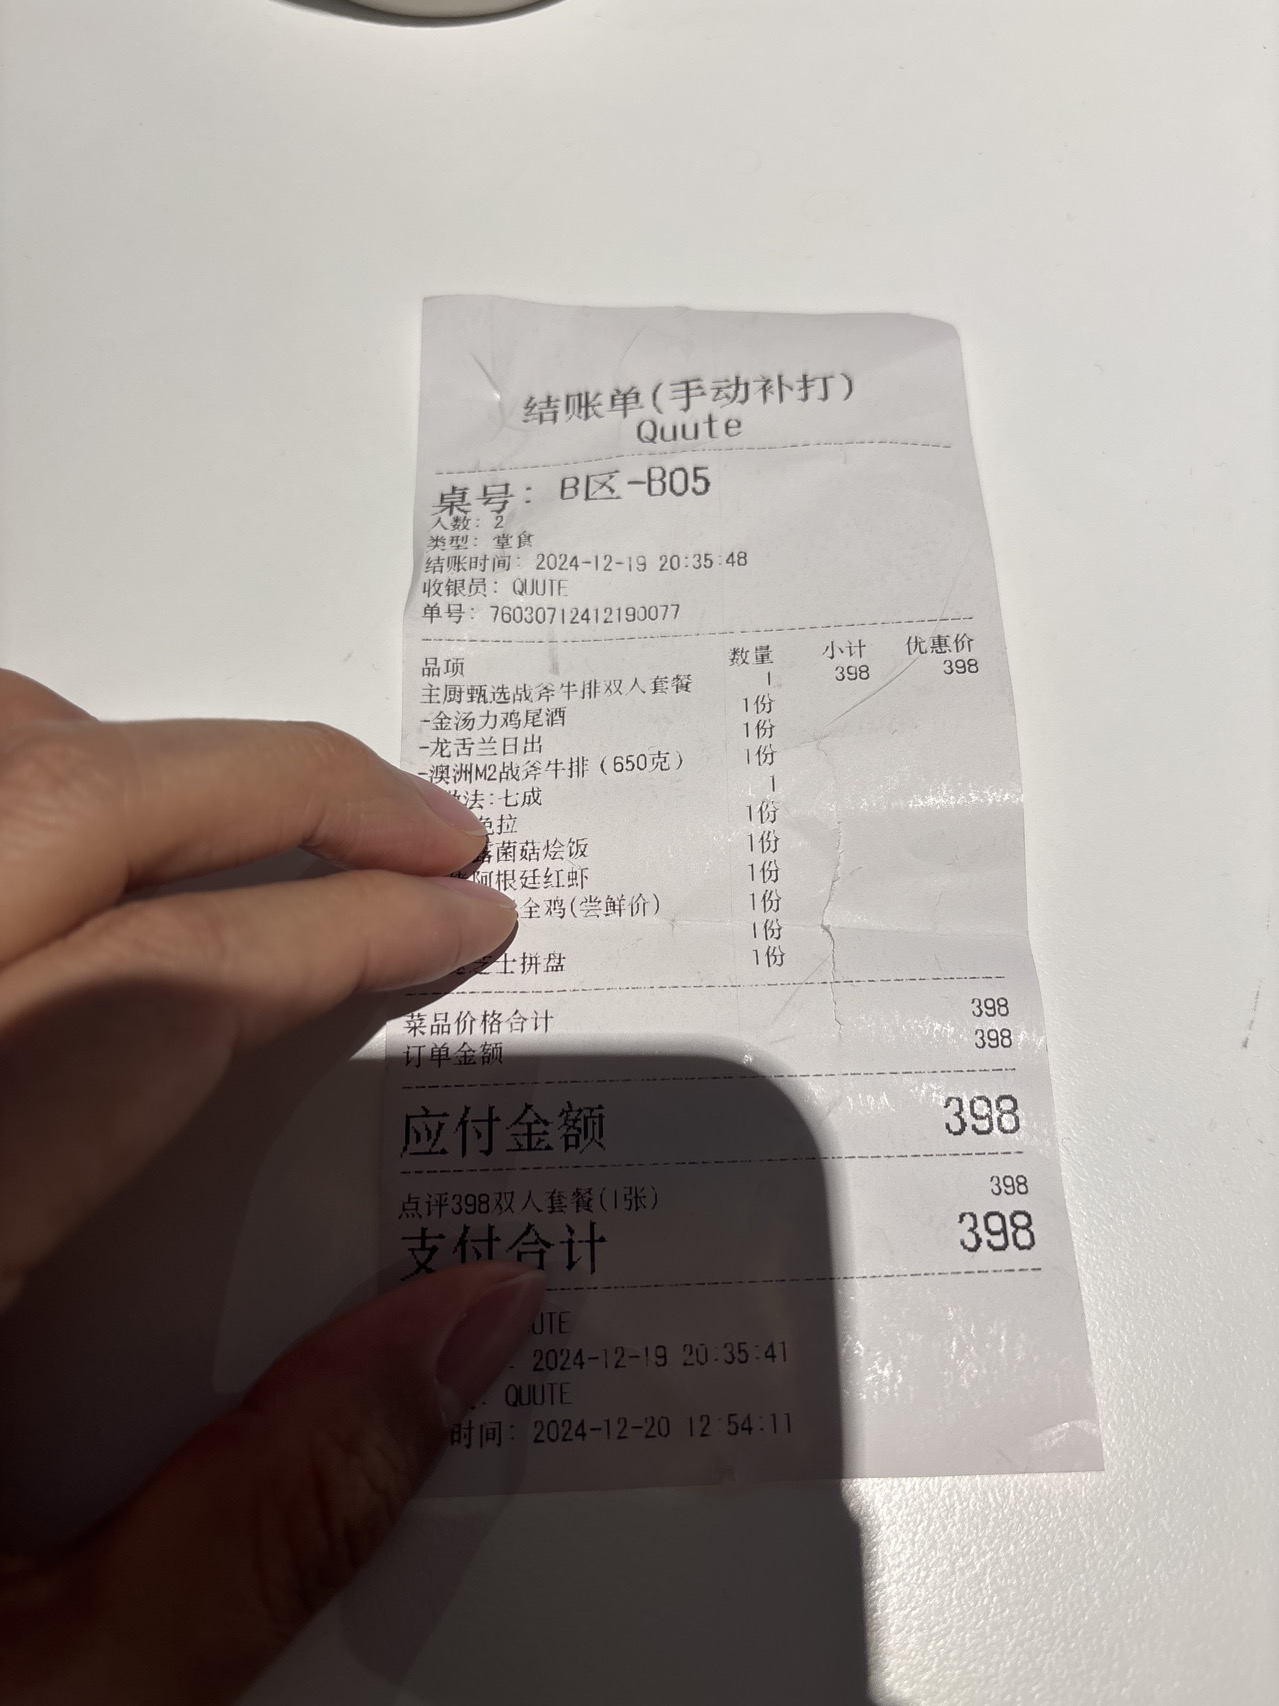 结账单(手动补打)
Quute
桌号: B区-B05
人数: 2
类型: 堂食
结账时间: 2024-12-19 20:35:48
收银员: QUUTE
单号: 76030712412190077
品项 数量 小计 优惠价
主厨甄选战斧牛排双人套餐 1 398 398
-金汤力鸡尾酒 1份
-龙舌兰日出 1份
-澳洲M2战斧牛排(650克) 1份
法:七成 1
色拉 1份
菌菇烩饭 1份
阿根廷红虾 1份
全鸡(尝鲜价) 1份
1份
芝士拼盘 1份
菜品价格合计 398
订单金额 398
应付金额 398
点评398双人套餐(1张) 398
支付合计 398
UTE
2024-12-19 20:35:41
: QUUTE
时间: 2024-12-20 12:54:11